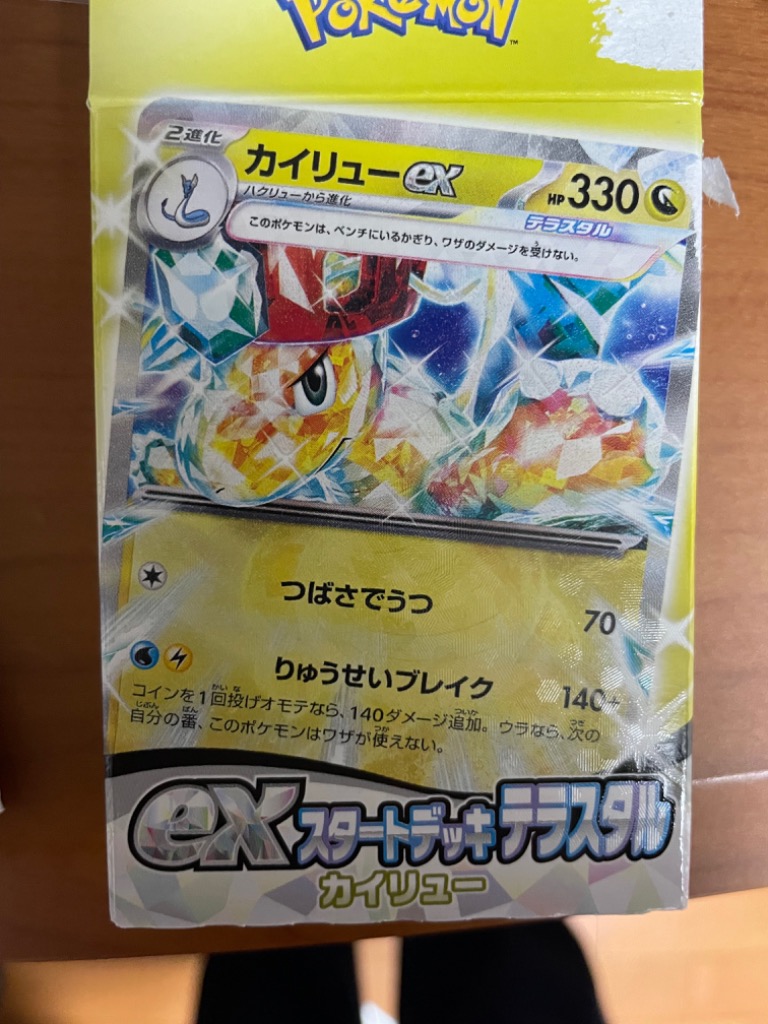 POKÉMON
2進化
カイリューex
HP 330
ハクリューから進化
テラスタル
このポケモンは、ベンチにいるかぎり、ワザのダメージを受けない。
つばさでうつ
70
りゅうせいブレイク
140+
コインを1回投げオモテなら、140ダメージ追加。ウラなら、次の
自分の番、このポケモンはワザが使えない。
ex スタートデッキ テラスタル
カイリュー